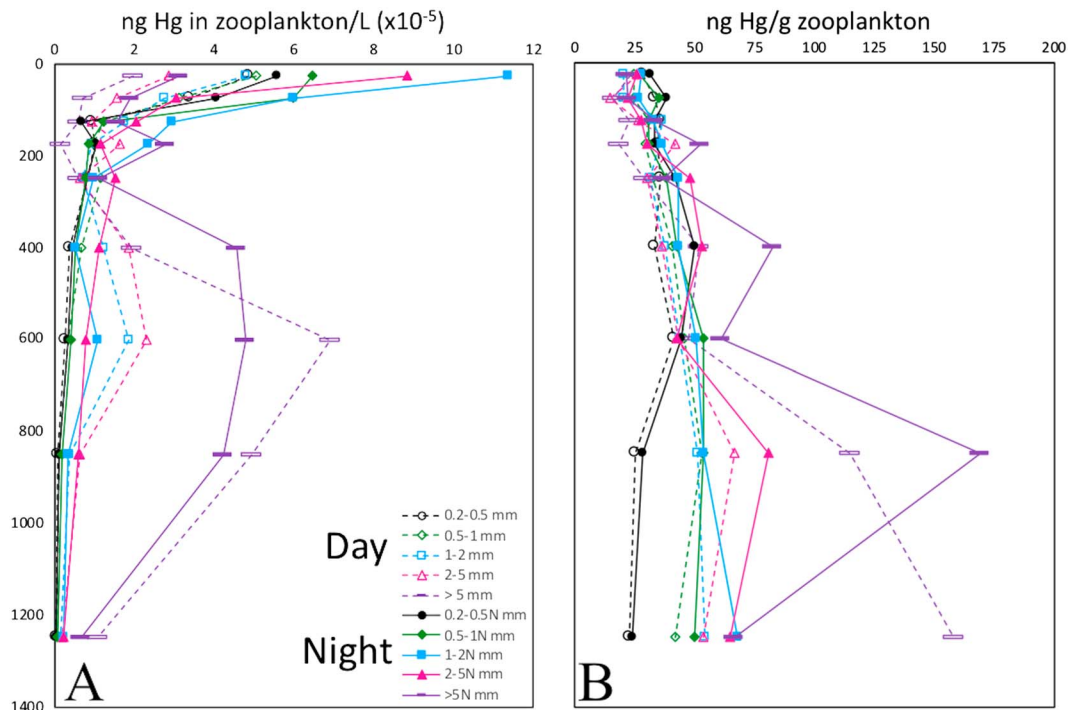 ng Hg in zooplankton/L (x10⁻⁵)
0 2 4 6 8 10 12
0
200
400
600
800
1000
1200
1400
Day
Night
0.2-0.5 mm
0.5-1 mm
1-2 mm
2-5 mm
> 5 mm
0.2-0.5N mm
0.5-1N mm
1-2N mm
2-5N mm
>5N mm
A
ng Hg/g zooplankton
0 25 50 75 100 125 150 175 200
B